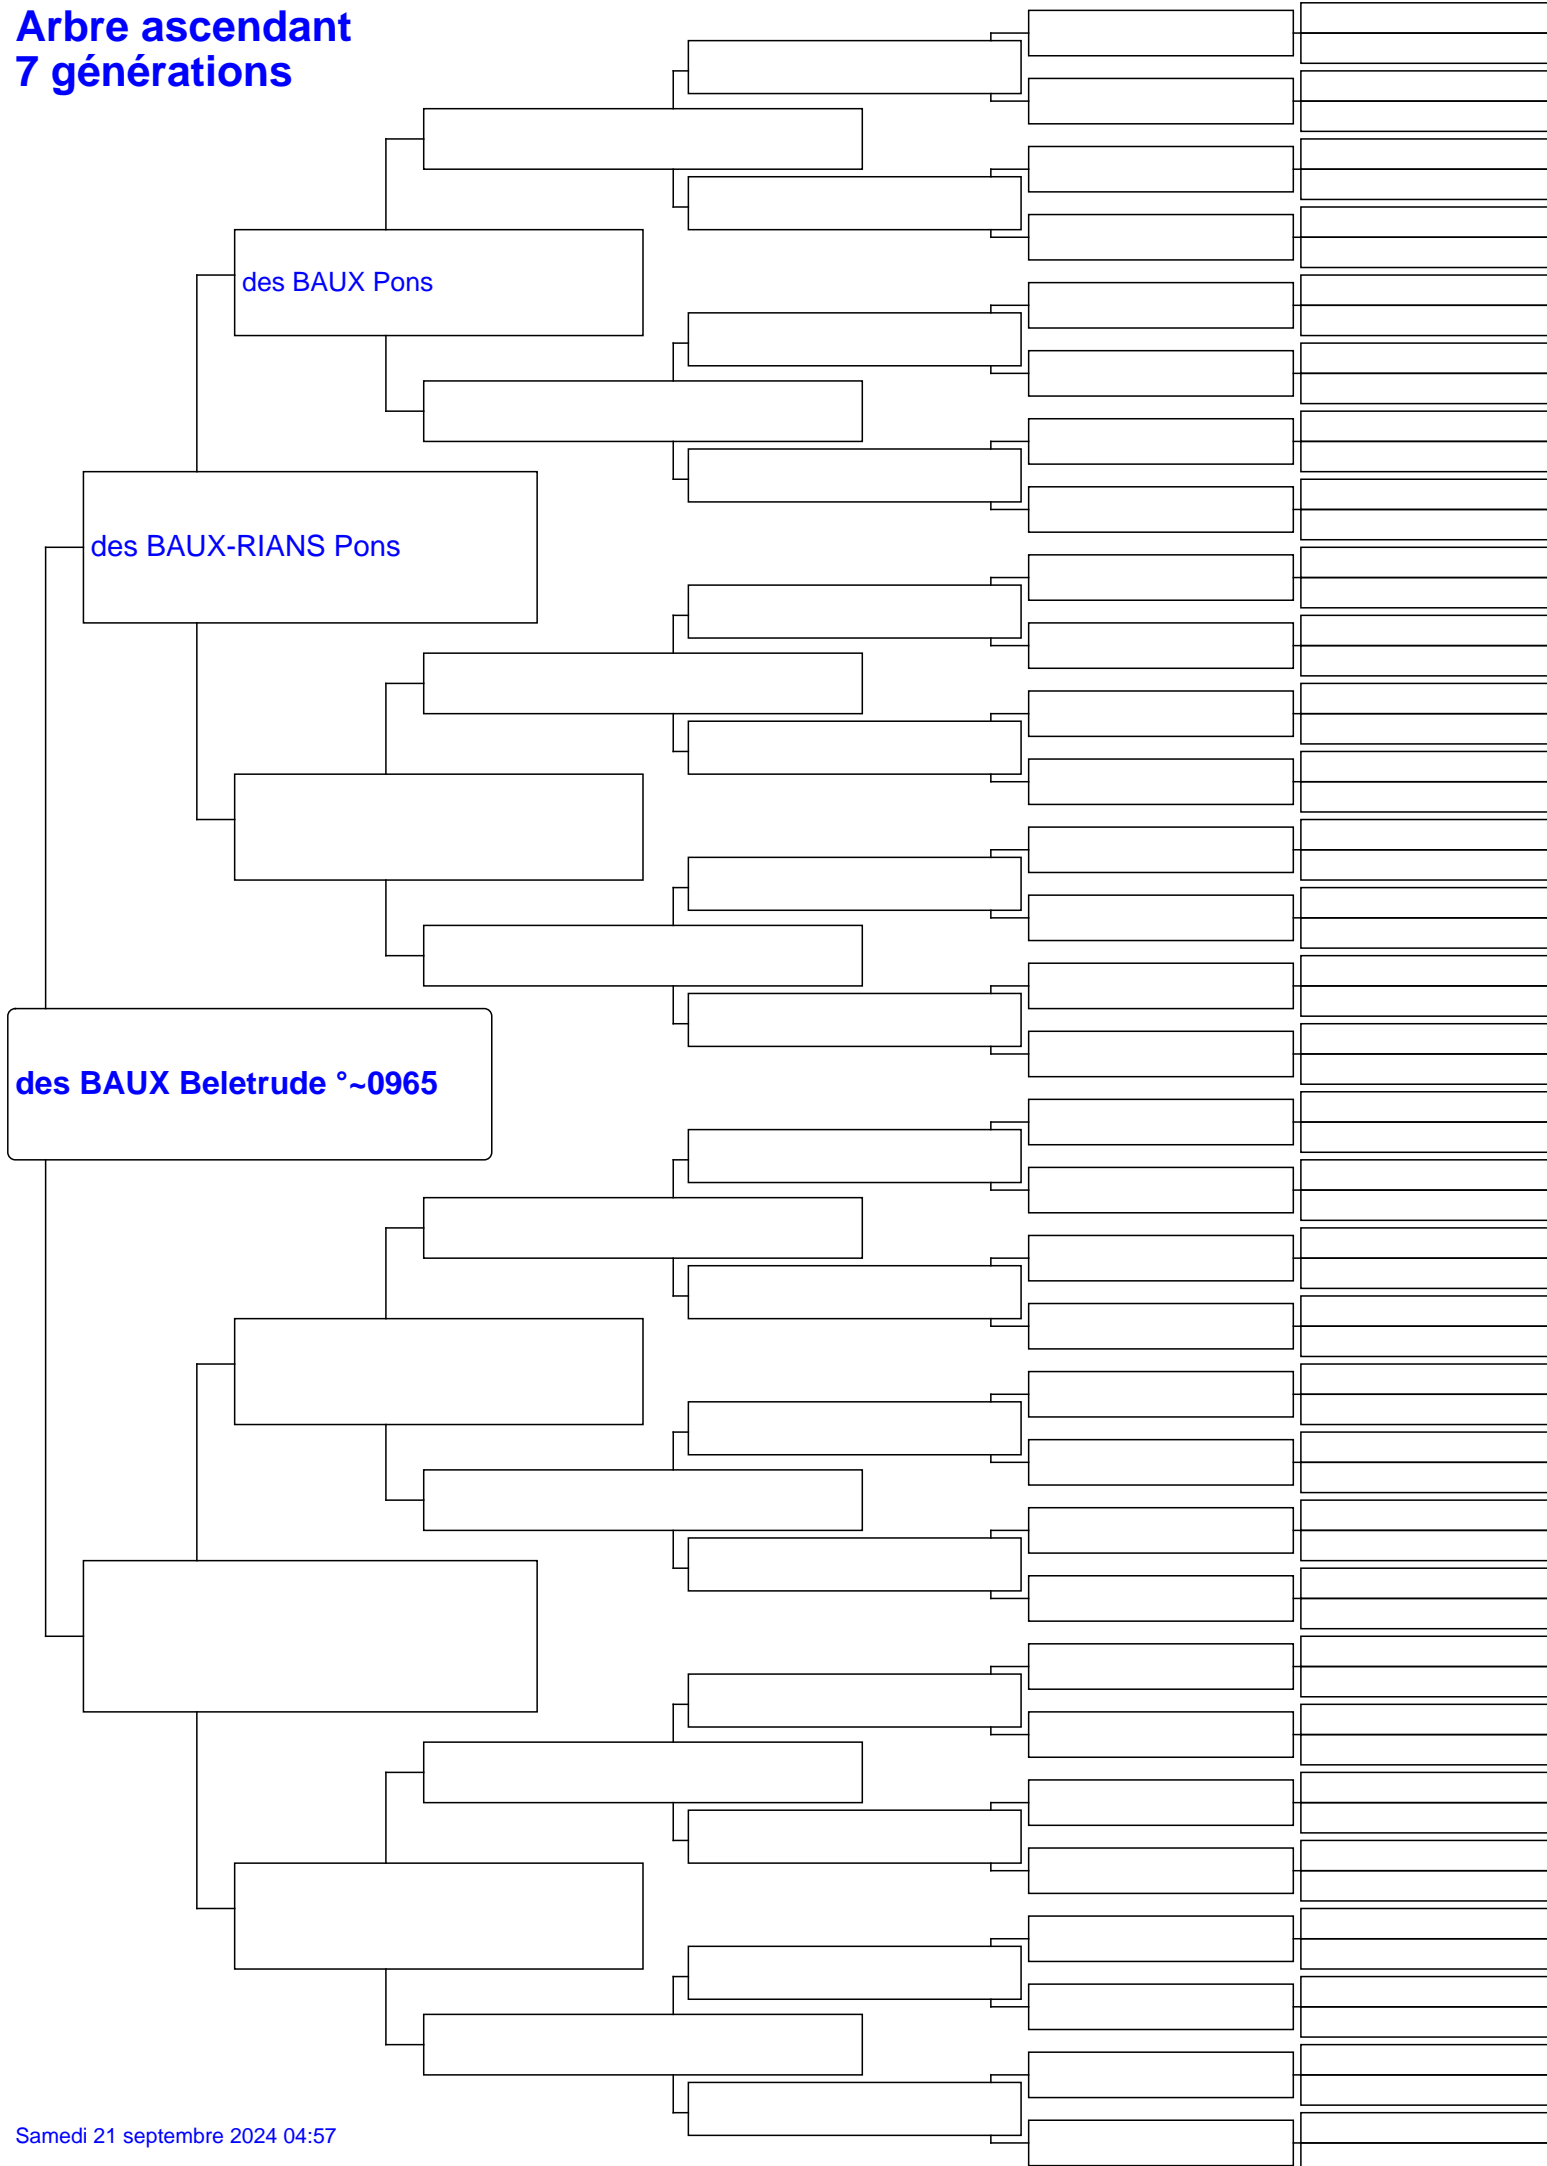 Arbre ascendant
7 générations
des BAUX Pons
des BAUX-RIANS Pons
des BAUX Beletrude °~0965
Samedi 21 septembre 2024 04:57